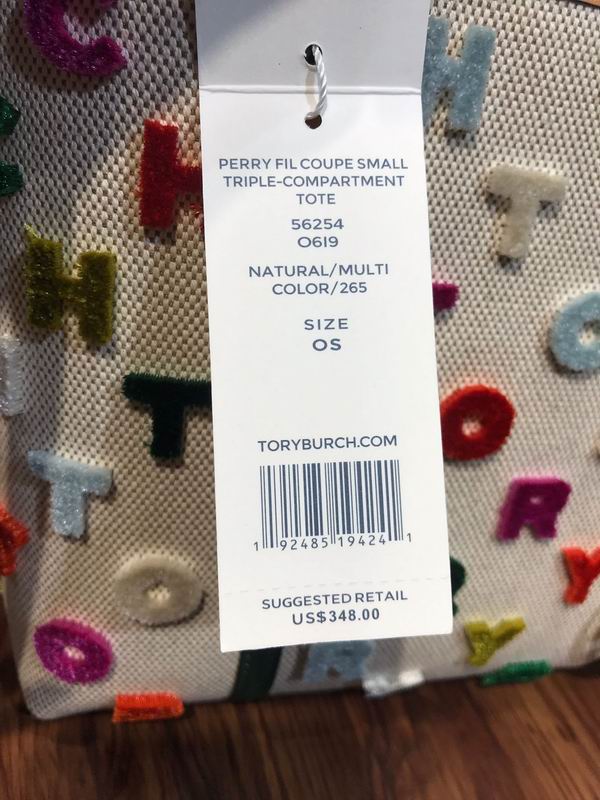 C
H
H
T
H
T
O
R
T
O
Y
O
Y
R
PERRY FIL COUPE SMALL
TRIPLE-COMPARTMENT
TOTE
56254
O619
NATURAL/MULTI
COLOR/265
SIZE
OS
TORYBURCH.COM
1 92485 19424 1
SUGGESTED RETAIL
US$348.00